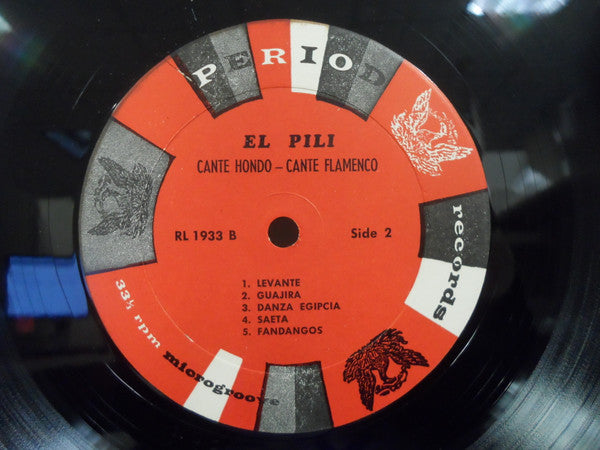 PERIOD
EL PILI
CANTE HONDO – CANTE FLAMENCO
RL 1933 B
Side 2
1. LEVANTE
2. GUAJIRA
3. DANZA EGIPCIA
4. SAETA
5. FANDANGOS
records
33⅓ rpm microgroove